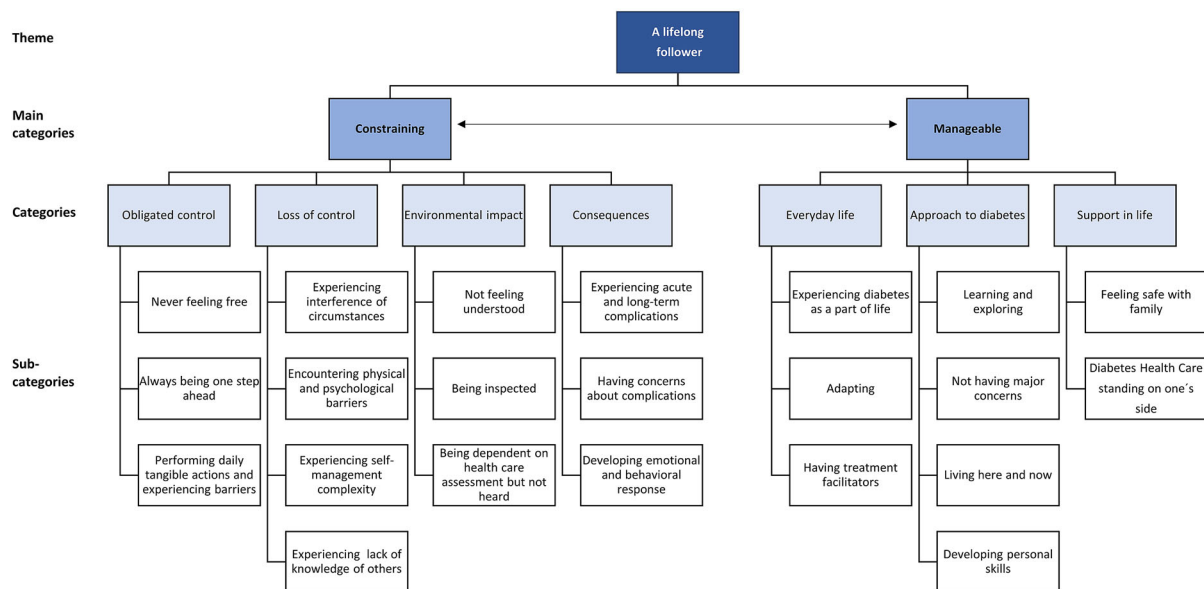 Theme
A lifelong
follower
Main
categories
Constraining
Manageable
Categories
Obligated control
Loss of control
Environmental impact
Consequences
Everyday life
Approach to diabetes
Support in life
Sub-
categories
Never feeling free
Always being one step
ahead
Performing daily
tangible actions and
experiencing barriers
Experiencing
interference of
circumstances
Encountering physical
and psychological
barriers
Experiencing self-
management
complexity
Experiencing lack of
knowledge of others
Not feeling
understood
Being inspected
Being dependent on
health care
assessment but not
heard
Experiencing acute
and long-term
complications
Having concerns
about complications
Developing emotional
and behavioral
response
Experiencing diabetes
as a part of life
Adapting
Having treatment
facilitators
Learning and
exploring
Not having major
concerns
Living here and now
Developing personal
skills
Feeling safe with
family
Diabetes Health Care
standing on one´s
side